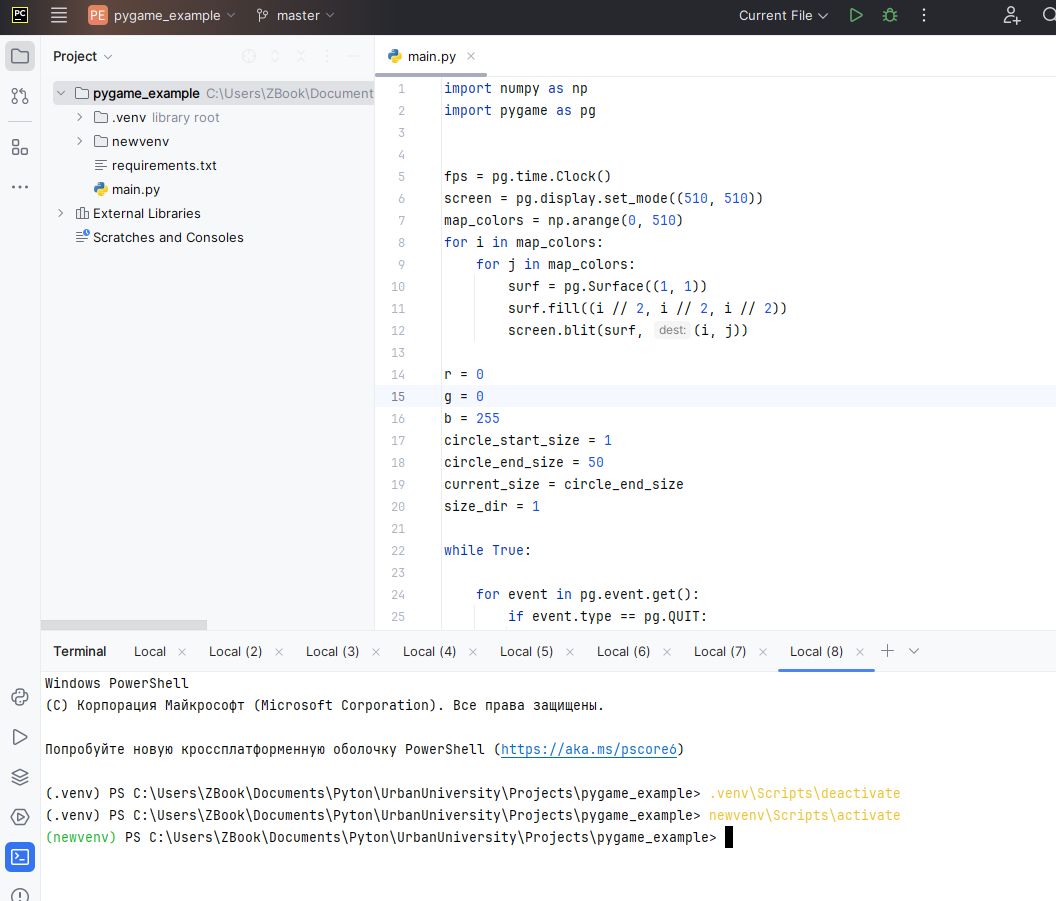 PC PE pygame_example master Current File
Project
main.py
pygame_example C:\Users\ZBook\Document
.venv library root
newvenv
requirements.txt
main.py
External Libraries
Scratches and Consoles
1 import numpy as np
2 import pygame as pg
3
4
5 fps = pg.time.Clock()
6 screen = pg.display.set_mode((510, 510))
7 map_colors = np.arange(0, 510)
8 for i in map_colors:
9 for j in map_colors:
10 surf = pg.Surface((1, 1))
11 surf.fill((i // 2, i // 2, i // 2))
12 screen.blit(surf, dest: (i, j))
13
14 r = 0
15 g = 0
16 b = 255
17 circle_start_size = 1
18 circle_end_size = 50
19 current_size = circle_end_size
20 size_dir = 1
21
22 while True:
23
24 for event in pg.event.get():
25 if event.type == pg.QUIT:
Terminal Local Local (2) Local (3) Local (4) Local (5) Local (6) Local (7) Local (8)
Windows PowerShell
(C) Корпорация Майкрософт (Microsoft Corporation). Все права защищены.
Попробуйте новую кроссплатформенную оболочку PowerShell (https://aka.ms/pscore6)
(.venv) PS C:\Users\ZBook\Documents\Pyton\UrbanUniversity\Projects\pygame_example> .venv\Scripts\deactivate
(.venv) PS C:\Users\ZBook\Documents\Pyton\UrbanUniversity\Projects\pygame_example> newvenv\Scripts\activate
(newvenv) PS C:\Users\ZBook\Documents\Pyton\UrbanUniversity\Projects\pygame_example>